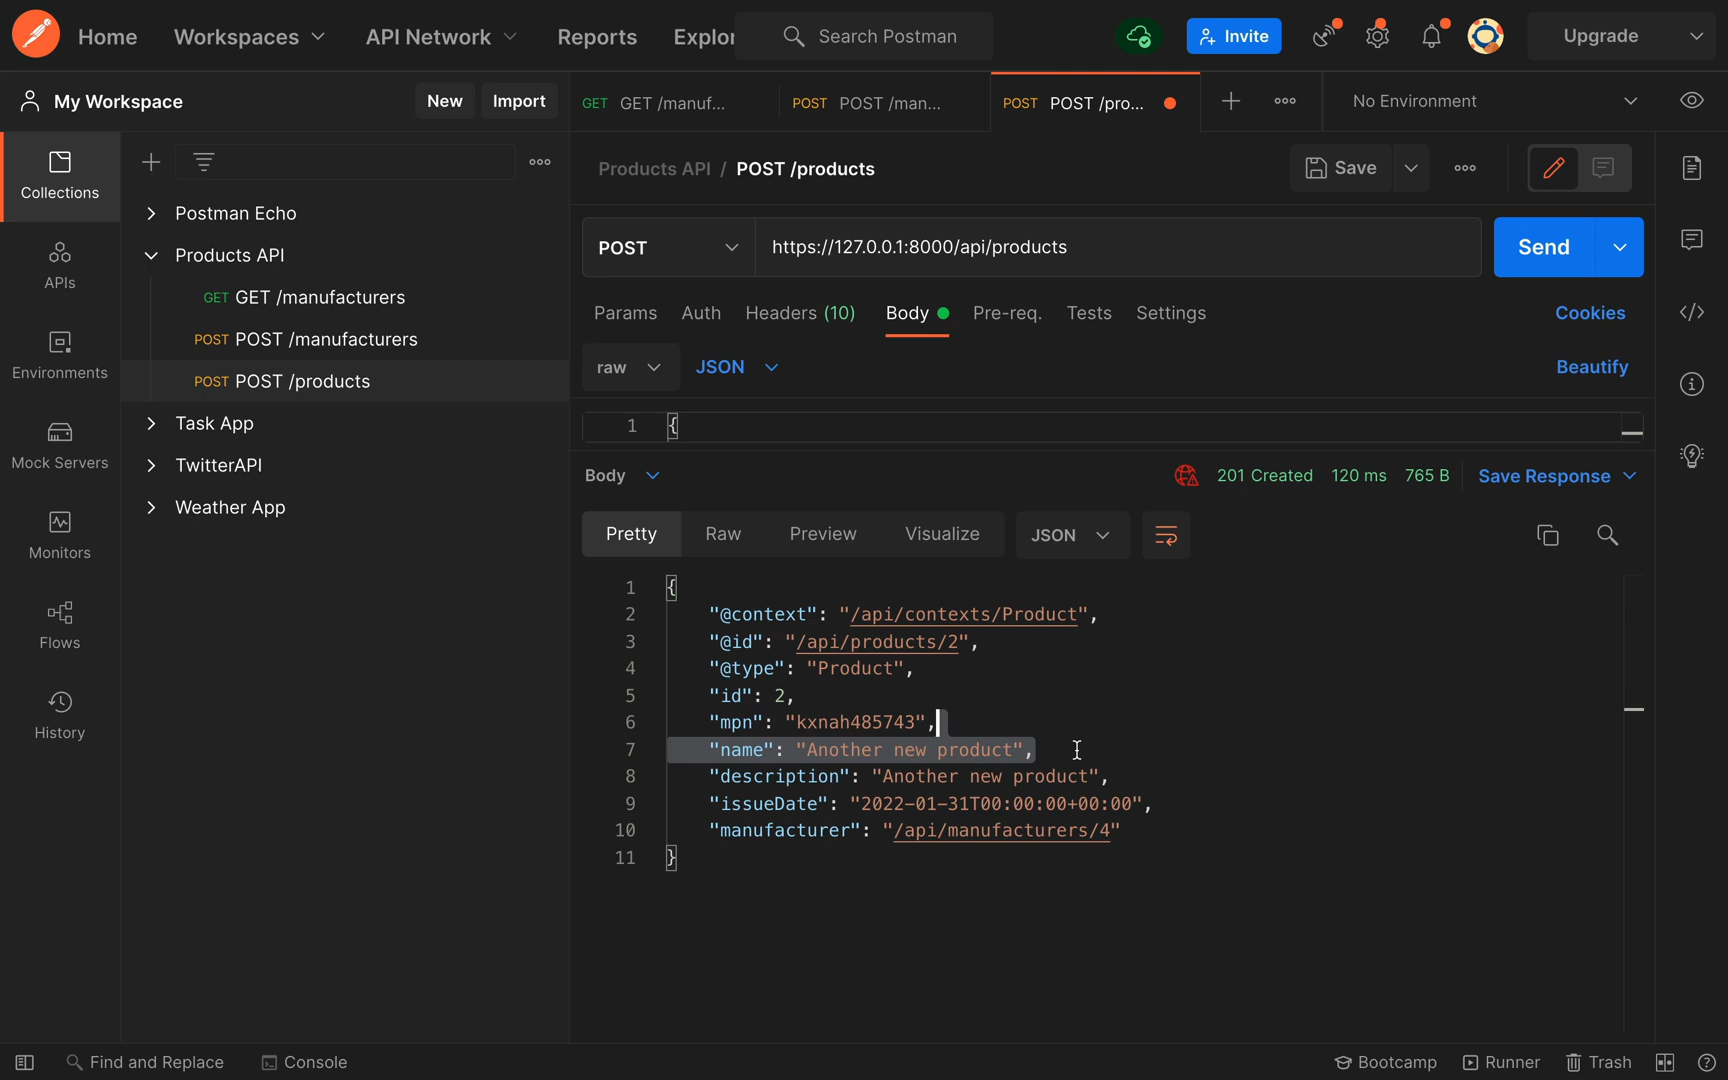 Home
Workspaces
API Network
Reports
Explor
Search Postman
Invite
Upgrade
My Workspace
New
Import
GET GET /manuf...
POST POST /man...
POST POST /pro...
No Environment
Collections
APIs
Environments
Mock Servers
Monitors
Flows
History
Postman Echo
Products API
GET GET /manufacturers
POST POST /manufacturers
POST POST /products
Task App
TwitterAPI
Weather App
Products API / POST /products
Save
POST
https://127.0.0.1:8000/api/products
Send
Params
Auth
Headers (10)
Body
Pre-req.
Tests
Settings
Cookies
raw
JSON
Beautify
1 {
Body
201 Created
120 ms
765 B
Save Response
Pretty
Raw
Preview
Visualize
JSON
1 {
2 "@context": "/api/contexts/Product",
3 "@id": "/api/products/2",
4 "@type": "Product",
5 "id": 2,
6 "mpn": "kxnah485743",
7 "name": "Another new product",
8 "description": "Another new product",
9 "issueDate": "2022-01-31T00:00:00+00:00",
10 "manufacturer": "/api/manufacturers/4"
11 }
Find and Replace
Console
Bootcamp
Runner
Trash